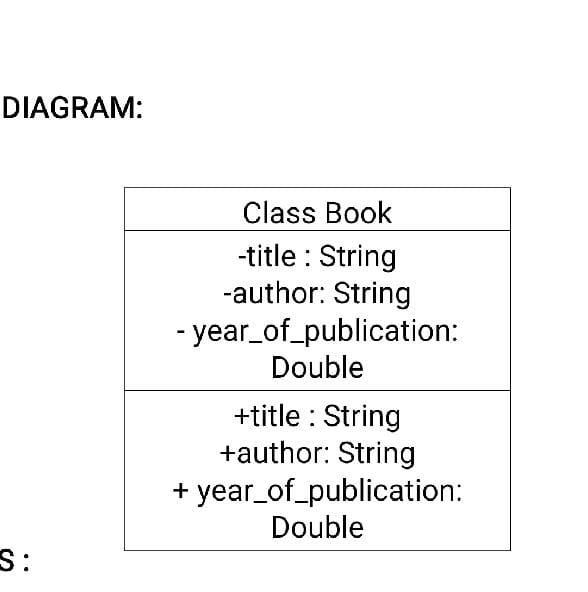 DIAGRAM:
Class Book
-title : String
-author: String
- year_of_publication:
Double
+title : String
+author: String
+ year_of_publication:
Double
S :